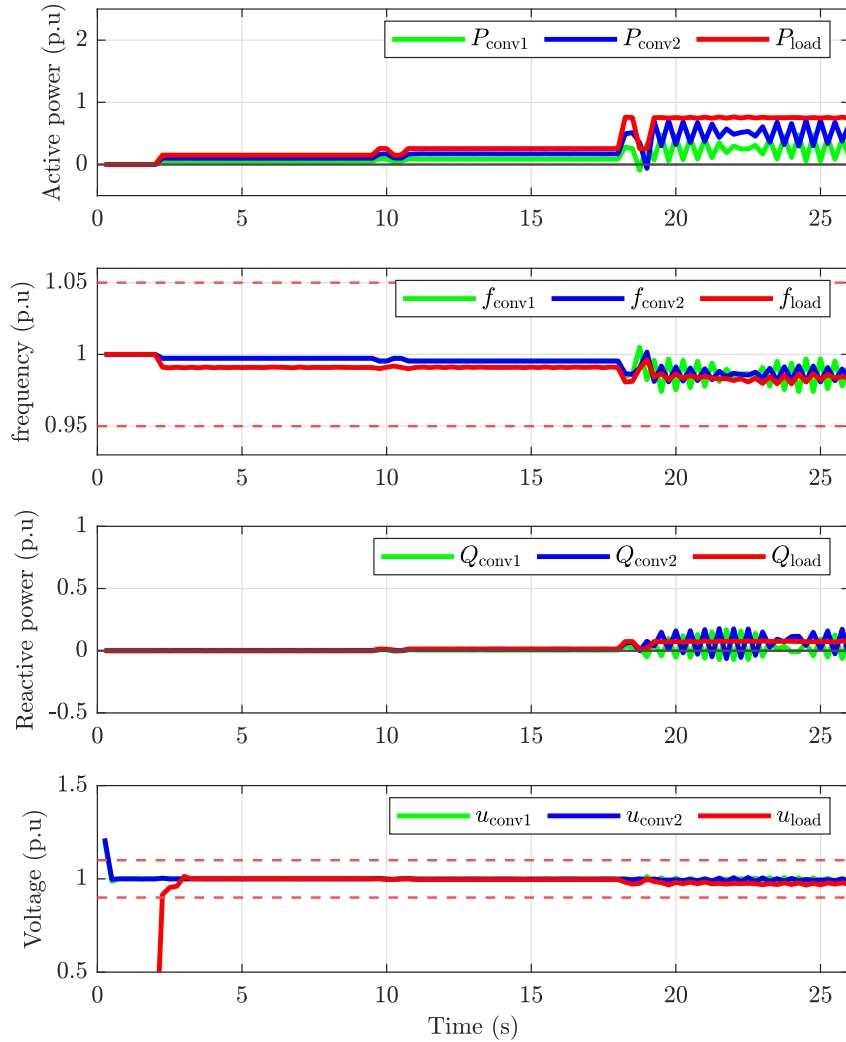 Active power (p.u)
2
1
0
P_conv1 P_conv2 P_load
0 5 10 15 20 25
frequency (p.u)
1.05
1
0.95
f_conv1 f_conv2 f_load
0 5 10 15 20 25
Reactive power (p.u)
1
0.5
0
-0.5
Q_conv1 Q_conv2 Q_load
0 5 10 15 20 25
Voltage (p.u)
1.5
1
0.5
u_conv1 u_conv2 u_load
0 5 10 15 20 25
Time (s)